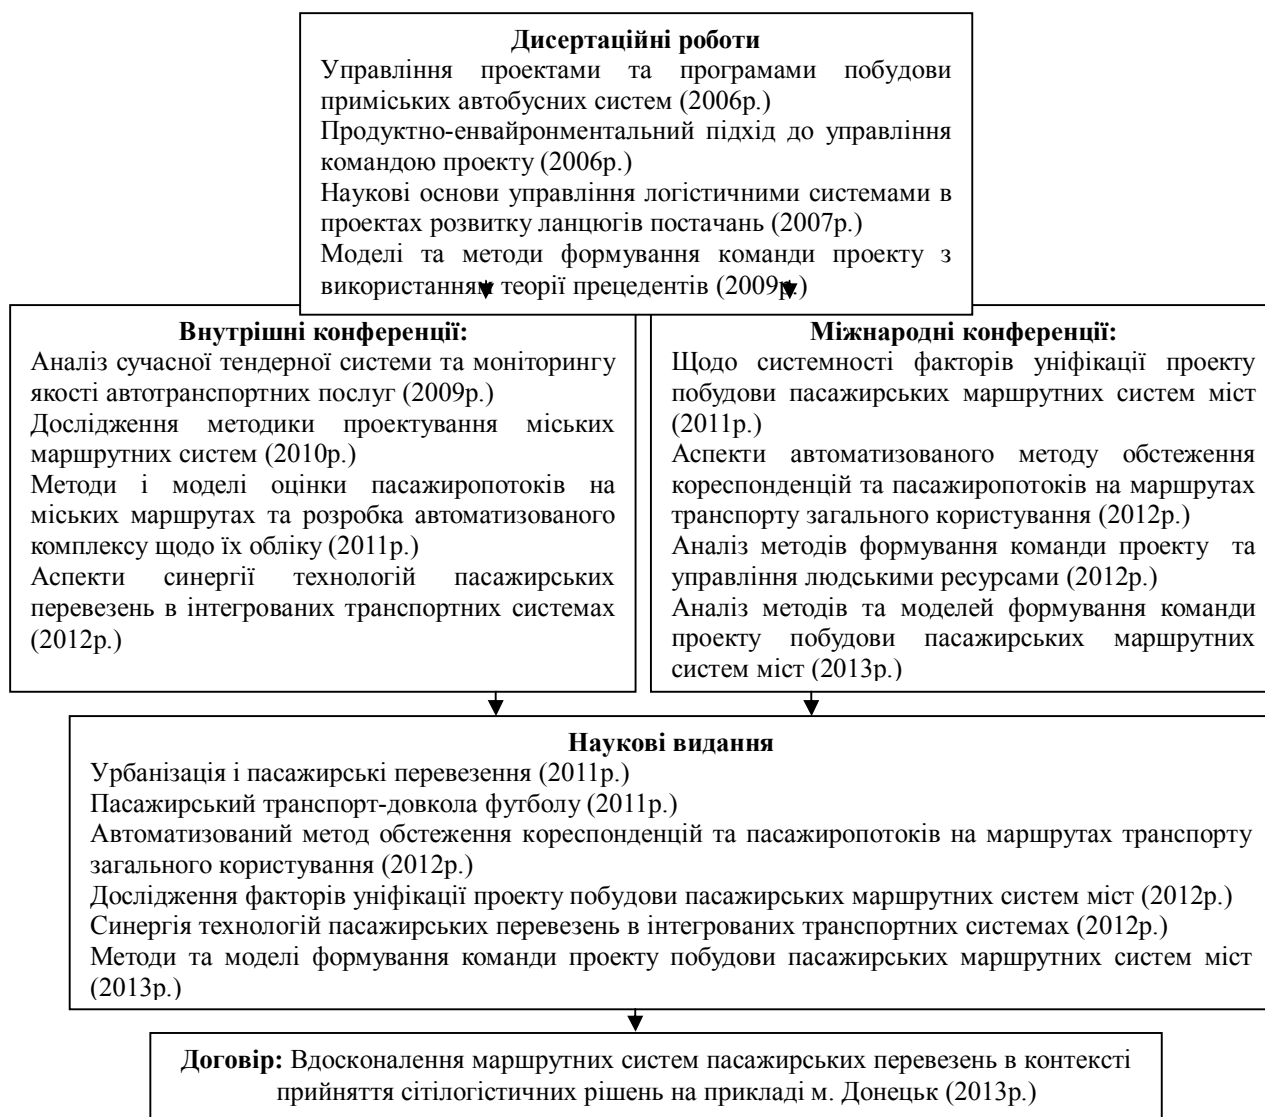 Дисертаційні роботи
Управління проектами та програмами побудови
приміських автобусних систем (2006р.)
Продуктно-енвайронментальний підхід до управління
командою проекту (2006р.)
Наукові основи управління логістичними системами в
проектах розвитку ланцюгів постачань (2007р.)
Моделі та методи формування команди проекту з
використанням теорії прецедентів (2009р.)
Внутрішні конференції:
Аналіз сучасної тендерної системи та моніторингу
якості автотранспортних послуг (2009р.)
Дослідження методики проектування міських
маршрутних систем (2010р.)
Методи і моделі оцінки пасажиропотоків на
міських маршрутах та розробка автоматизованого
комплексу щодо їх обліку (2011р.)
Аспекти синергії технологій пасажирських
перевезень в інтегрованих транспортних системах
(2012р.)
Міжнародні конференції:
Щодо системності факторів уніфікації проекту
побудови пасажирських маршрутних систем міст
(2011р.)
Аспекти автоматизованого методу обстеження
кореспонденцій та пасажиропотоків на маршрутах
транспорту загального користування (2012р.)
Аналіз методів формування команди проекту та
управління людськими ресурсами (2012р.)
Аналіз методів та моделей формування команди
проекту побудови пасажирських маршрутних
систем міст (2013р.)
Наукові видання
Урбанізація і пасажирські перевезення (2011р.)
Пасажирський транспорт-довкола футболу (2011р.)
Автоматизований метод обстеження кореспонденцій та пасажиропотоків на маршрутах транспорту
загального користування (2012р.)
Дослідження факторів уніфікації проекту побудови пасажирських маршрутних систем міст (2012р.)
Синергія технологій пасажирських перевезень в інтегрованих транспортних системах (2012р.)
Методи та моделі формування команди проекту побудови пасажирських маршрутних систем міст
(2013р.)
Договір: Вдосконалення маршрутних систем пасажирських перевезень в контексті
прийняття сітілогістичних рішень на прикладі м. Донецьк (2013р.)